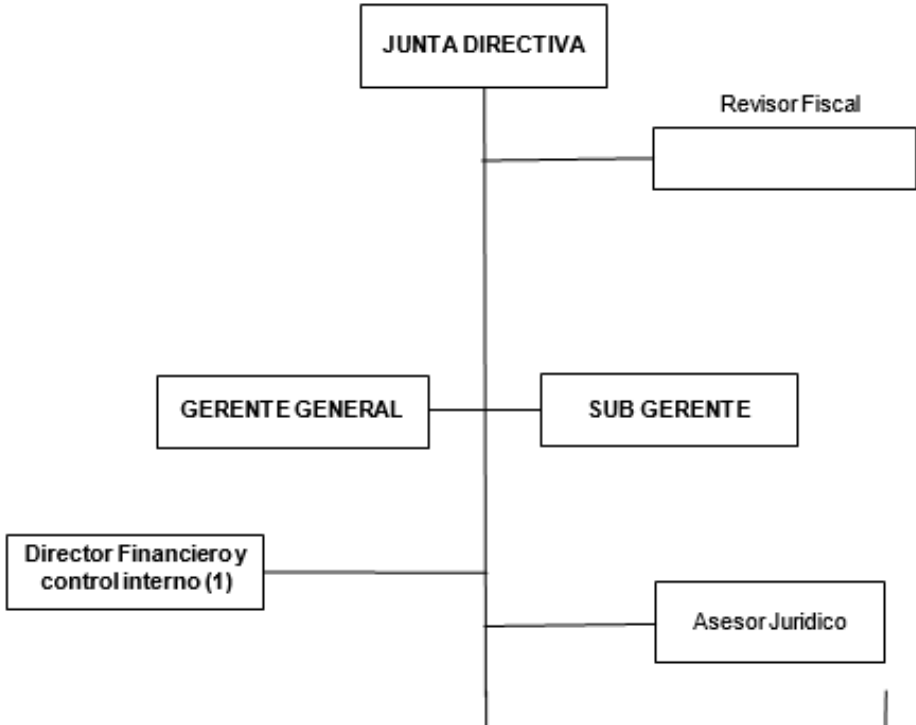 JUNTA DIRECTIVA
Revisor Fiscal
GERENTE GENERAL
SUB GERENTE
Director Financiero y
control interno (1)
Asesor Juridico